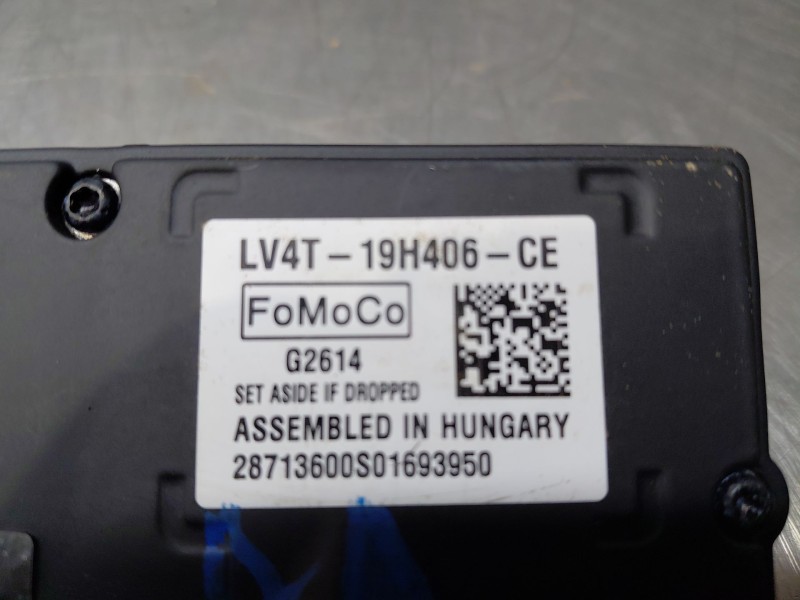 LV4T-19H406-CE
FoMoCo
G2614
SET ASIDE IF DROPPED
ASSEMBLED IN HUNGARY
28713600S01693950